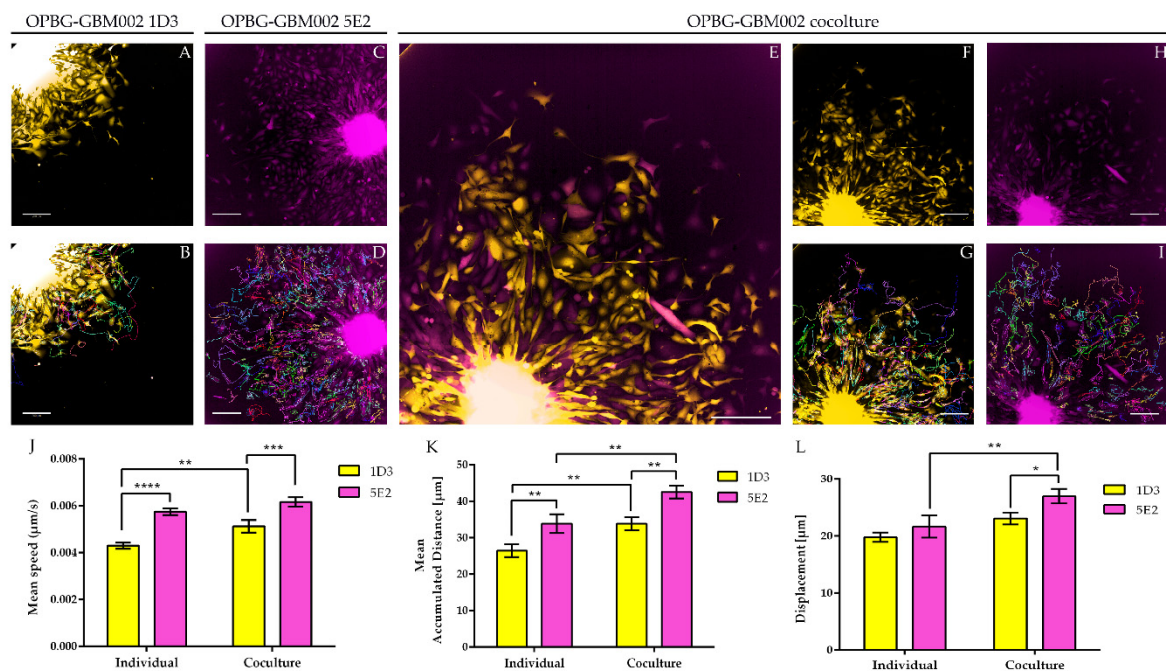 OPBG-GBM002 1D3
OPBG-GBM002 5E2
OPBG-GBM002 coculture
A
C
E
F
H
B
D
G
I
J
Mean speed (μm/s)
0.008
0.006
0.004
0.002
0.000
****
**
***
1D3
5E2
Individual
Coculture
K
Mean
Accumulated Distance [μm]
50
40
30
20
10
0
**
**
**
**
1D3
5E2
Individual
Coculture
L
Displacement [μm]
30
20
10
0
**
*
1D3
5E2
Individual
Coculture